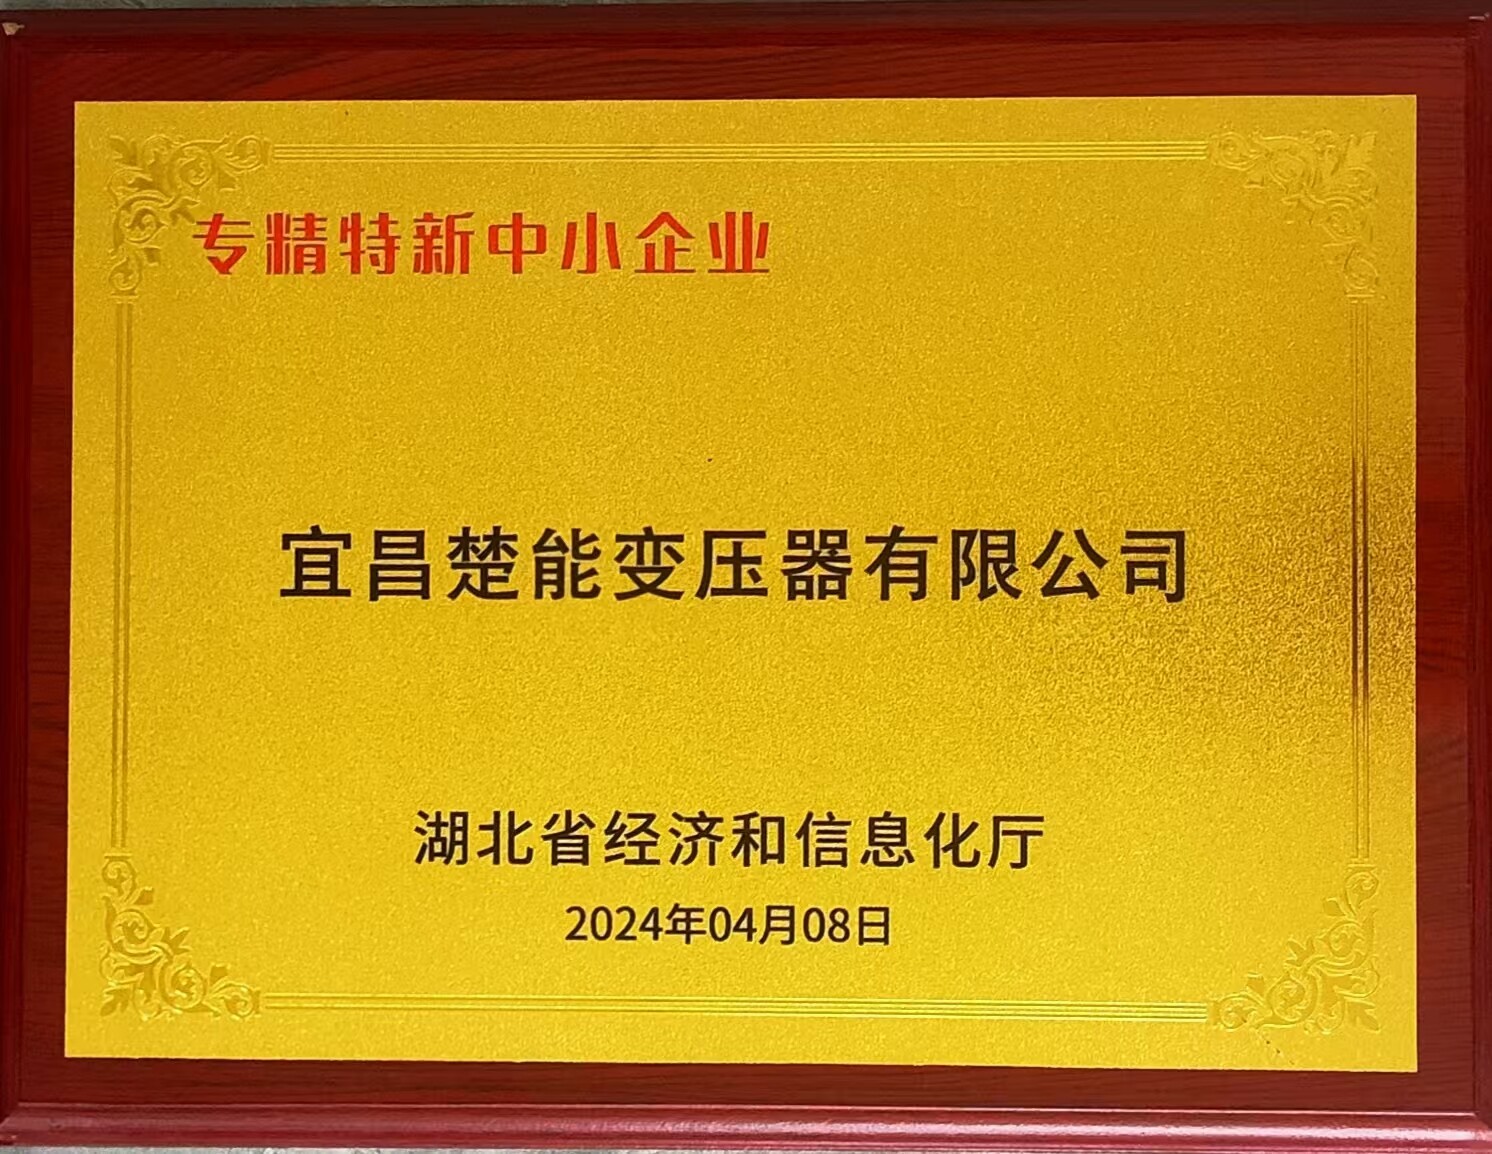 专精特新中小企业
宜昌楚能变压器有限公司
湖北省经济和信息化厅
2024年04月08日